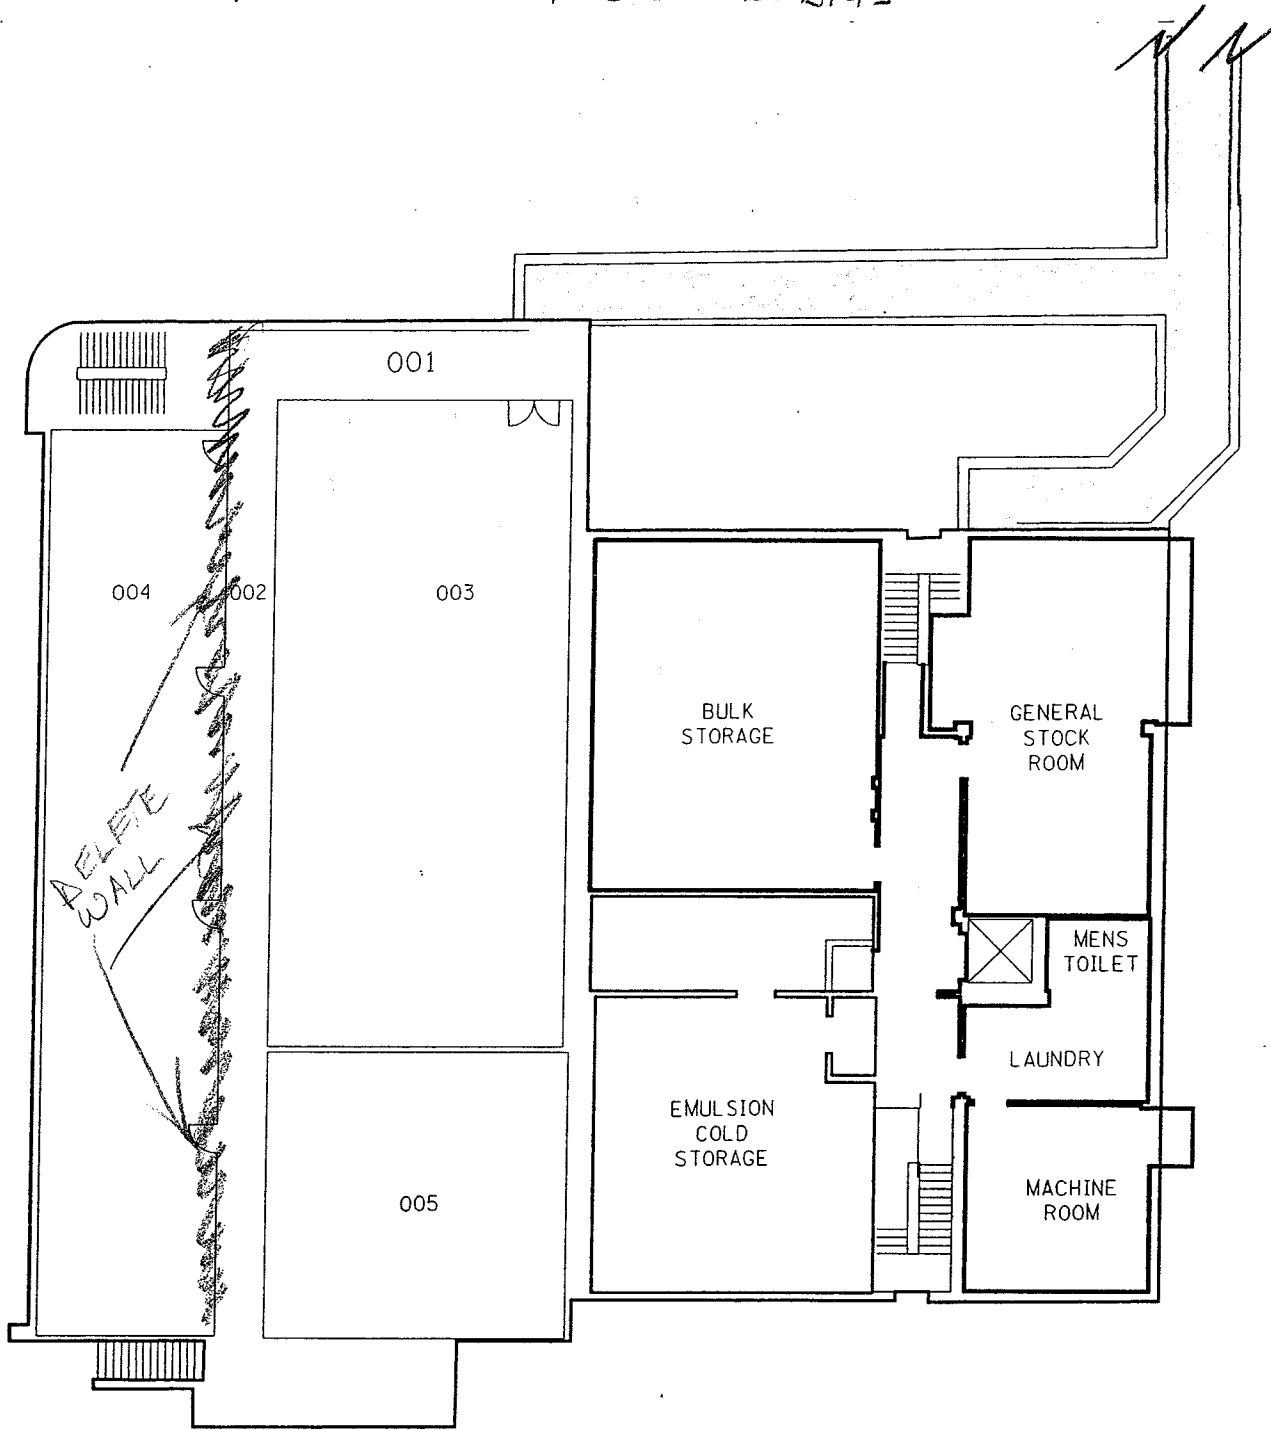 001
004
002
003
BULK
STORAGE
GENERAL
STOCK
ROOM
DELETE
WALL
MENS
TOILET
LAUNDRY
EMULSION
COLD
STORAGE
005
MACHINE
ROOM